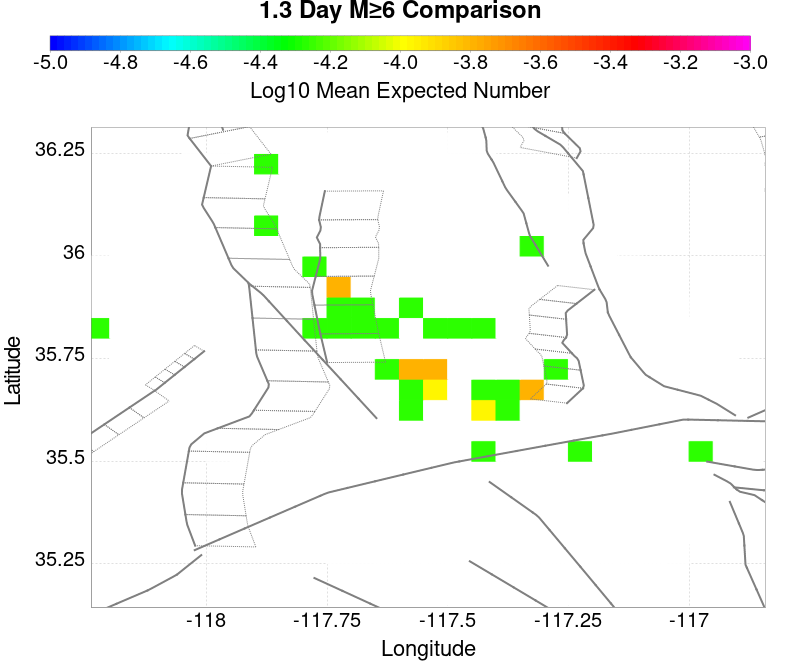 1.3 Day M≥6 Comparison
-5.0 -4.8 -4.6 -4.4 -4.2 -4.0 -3.8 -3.6 -3.4 -3.2 -3.0
Log10 Mean Expected Number
36.25
36
35.75
35.5
35.25
Latitude
-118 -117.75 -117.5 -117.25 -117
Longitude